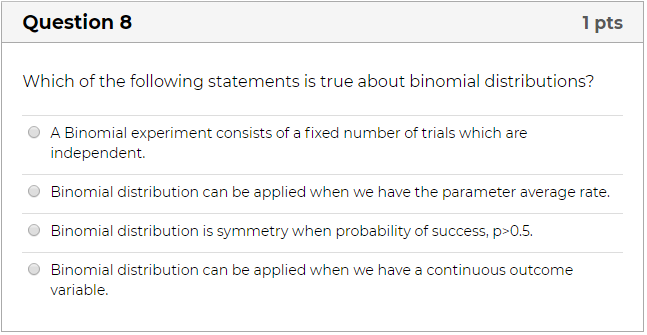 Question 8 1 pts
Which of the following statements is true about binomial distributions?
A Binomial experiment consists of a fixed number of trials which are
independent.
Binomial distribution can be applied when we have the parameter average rate.
Binomial distribution is symmetry when probability of success, p>0.5.
Binomial distribution can be applied when we have a continuous outcome
variable.